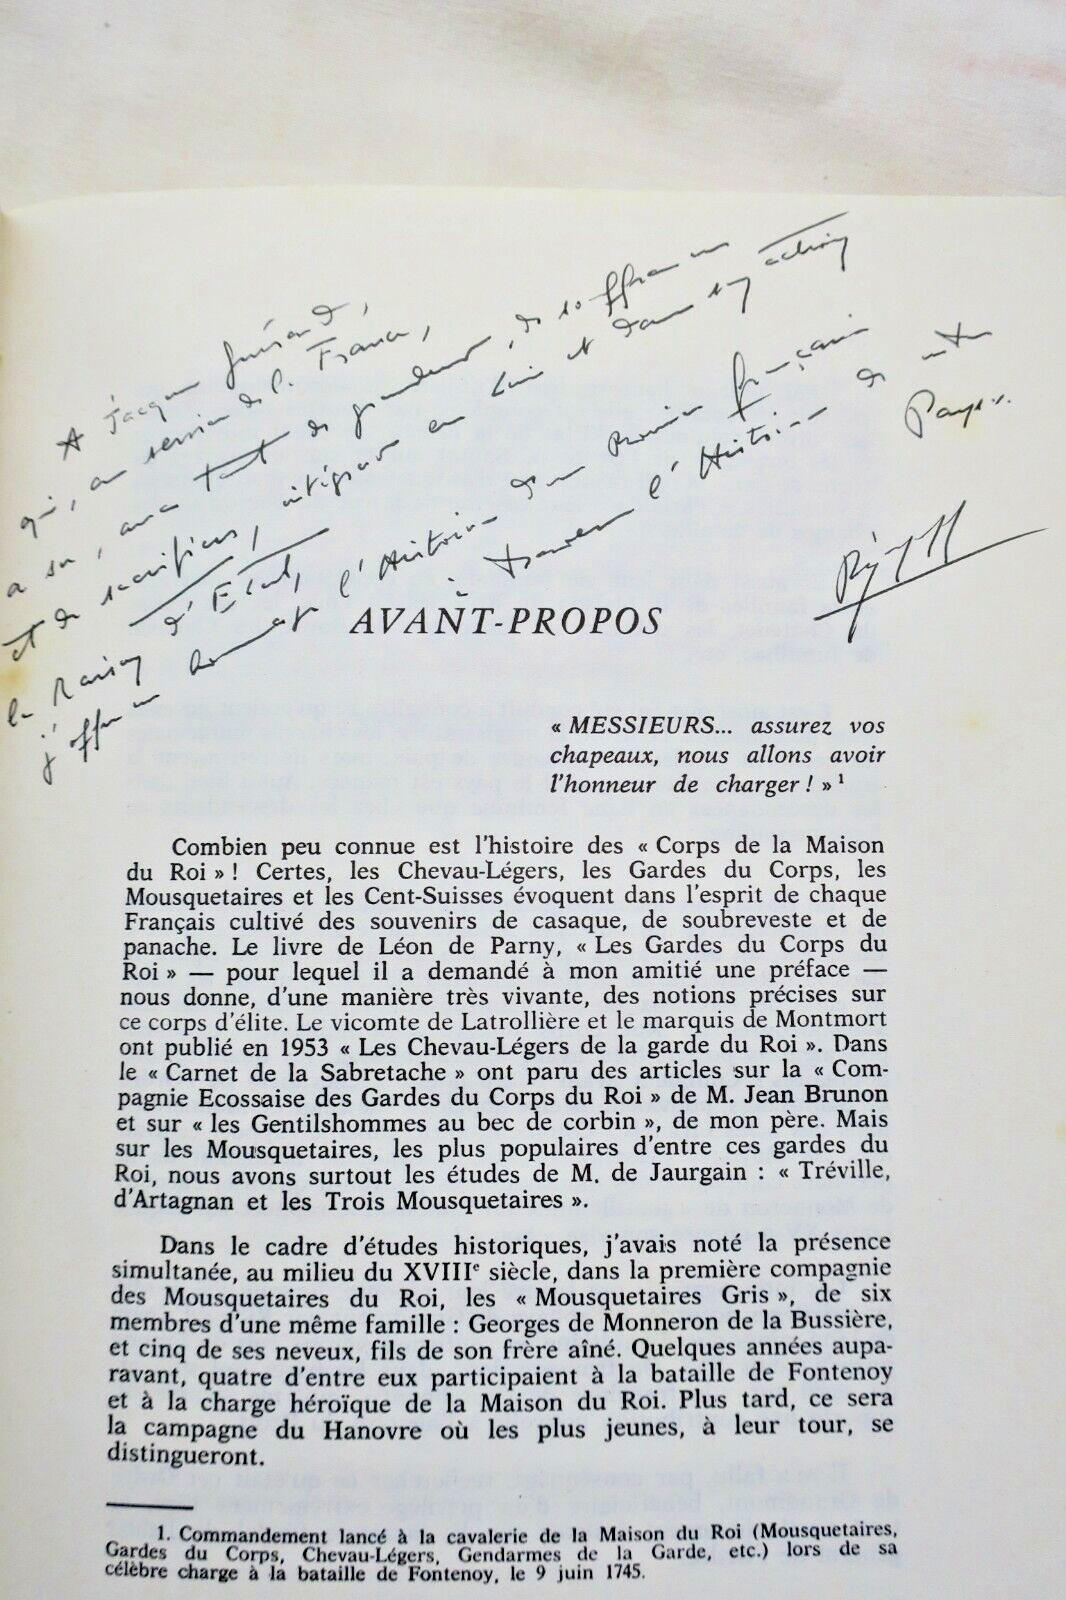 A Jacques
qui, au service de la France,
a su, avec tant de grandeur, de souffrances
et de sacrifices, intégrer en lui et dans son action
la Raison d'Etat,
j'offre l'Histoire d'un français
à travers l'Histoire de notre
Pays.
AVANT-PROPOS
« MESSIEURS... assurez vos
chapeaux, nous allons avoir
l'honneur de charger ! » 1
Combien peu connue est l'histoire des « Corps de la Maison
du Roi » ! Certes, les Chevau-Légers, les Gardes du Corps, les
Mousquetaires et les Cent-Suisses évoquent dans l'esprit de chaque
Français cultivé des souvenirs de casaque, de soubreveste et de
panache. Le livre de Léon de Parny, « Les Gardes du Corps du
Roi » — pour lequel il a demandé à mon amitié une préface —
nous donne, d'une manière très vivante, des notions précises sur
ce corps d'élite. Le vicomte de Latrollière et le marquis de Montmort
ont publié en 1953 « Les Chevau-Légers de la garde du Roi ». Dans
le « Carnet de la Sabretache » ont paru des articles sur la « Com-
pagnie Ecossaise des Gardes du Corps du Roi » de M. Jean Brunon
et sur « les Gentilshommes au bec de corbin », de mon père. Mais
sur les Mousquetaires, les plus populaires d'entre ces gardes du
Roi, nous avons surtout les études de M. de Jaurgain : « Tréville,
d'Artagnan et les Trois Mousquetaires ».
Dans le cadre d'études historiques, j'avais noté la présence
simultanée, au milieu du XVIIIe siècle, dans la première compagnie
des Mousquetaires du Roi, les « Mousquetaires Gris », de six
membres d'une même famille : Georges de Monneron de la Bussière,
et cinq de ses neveux, fils de son frère aîné. Quelques années aupa-
ravant, quatre d'entre eux participaient à la bataille de Fontenoy
et à la charge héroïque de la Maison du Roi. Plus tard, ce sera
la campagne du Hanovre où les plus jeunes, à leur tour, se
distingueront.
1. Commandement lancé à la cavalerie de la Maison du Roi (Mousquetaires,
Gardes du Corps, Chevau-Légers, Gendarmes de la Garde, etc.) lors de sa
célèbre charge à la bataille de Fontenoy, le 9 juin 1745.